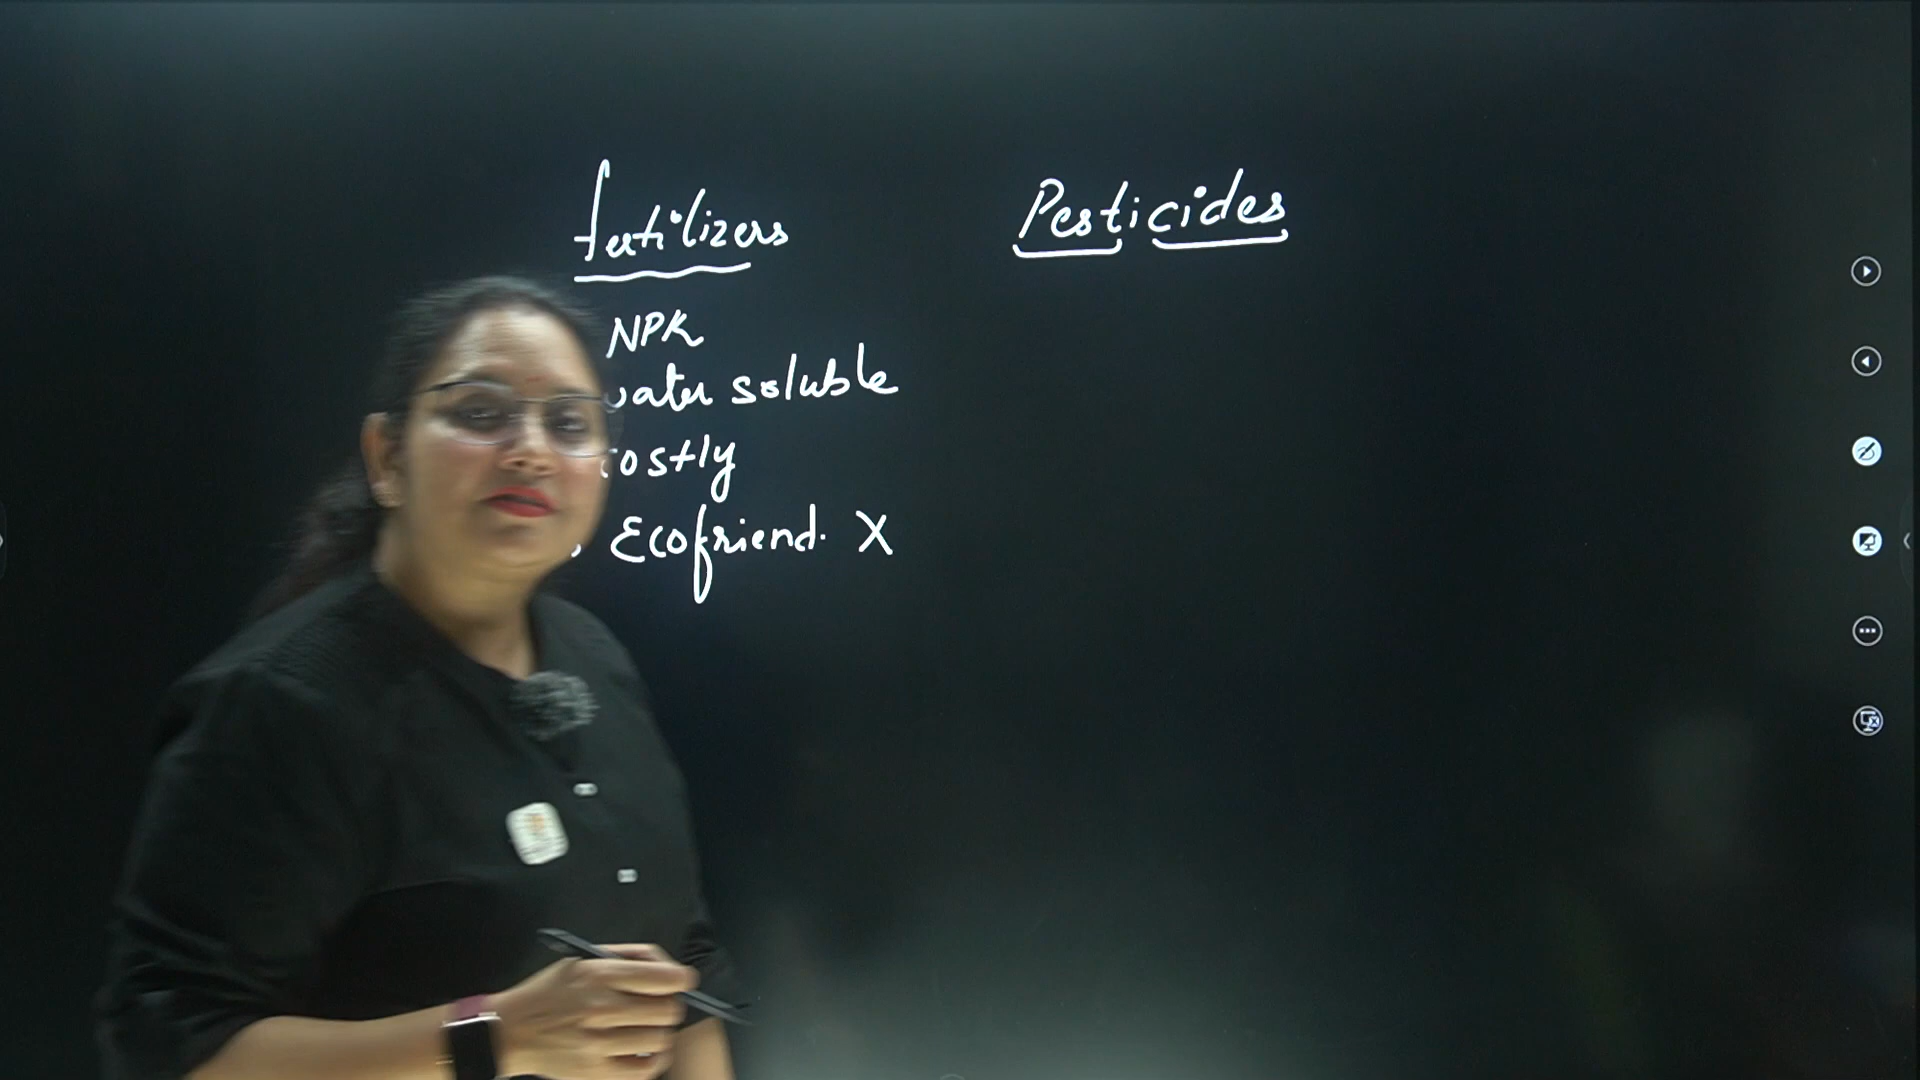 fertilizers Pesticides
NPK
water soluble
costly
Ecofriend. X